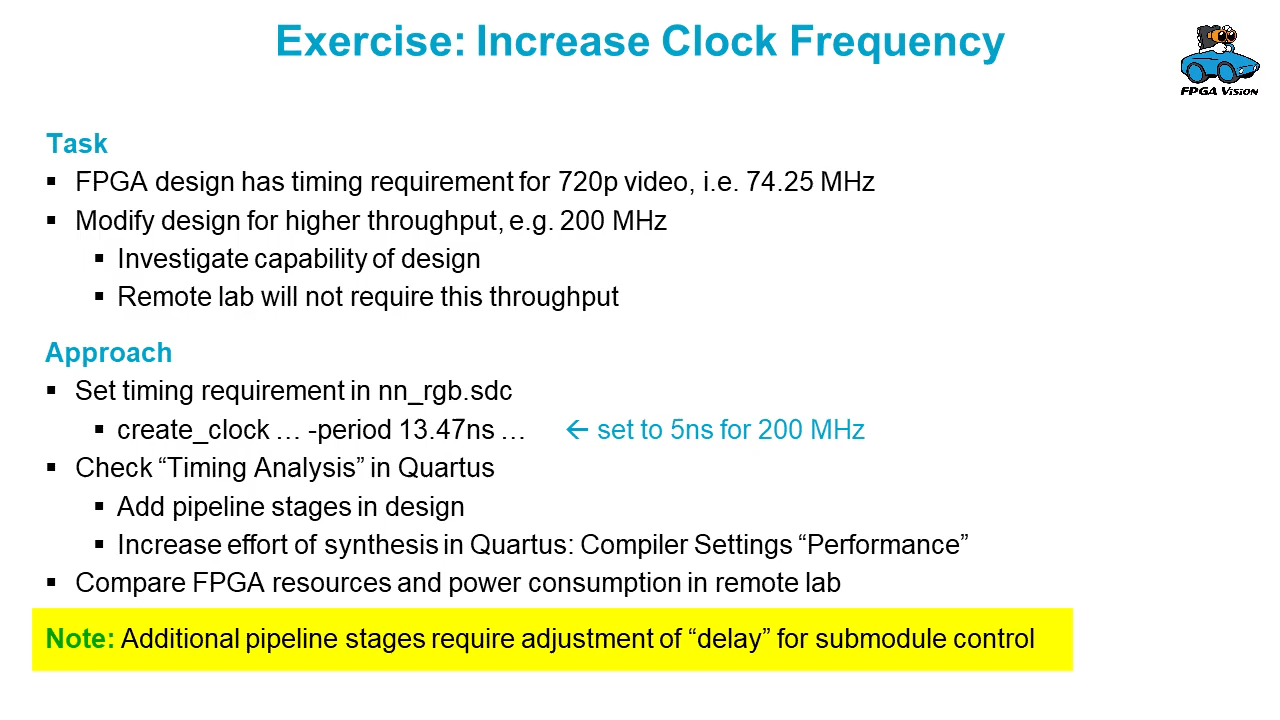 Exercise: Increase Clock Frequency
FPGA Vision
Task
▪ FPGA design has timing requirement for 720p video, i.e. 74.25 MHz
▪ Modify design for higher throughput, e.g. 200 MHz
▪ Investigate capability of design
▪ Remote lab will not require this throughput
Approach
▪ Set timing requirement in nn_rgb.sdc
▪ create_clock … -period 13.47ns … ← set to 5ns for 200 MHz
▪ Check “Timing Analysis” in Quartus
▪ Add pipeline stages in design
▪ Increase effort of synthesis in Quartus: Compiler Settings “Performance”
▪ Compare FPGA resources and power consumption in remote lab
Note: Additional pipeline stages require adjustment of “delay” for submodule control